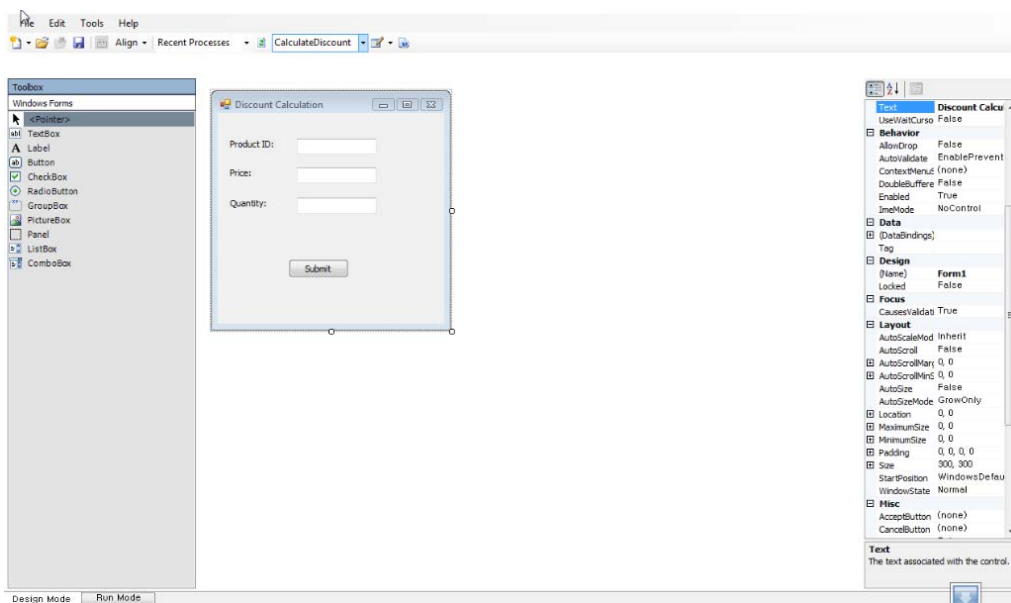 File Edit Tools Help
Align Recent Processes CalculateDiscount
Toolbox
Windows Forms
<Pointer>
TextBox
Label
Button
CheckBox
RadioButton
GroupBox
PictureBox
Panel
ListBox
ComboBox
Discount Calculation
Product ID:
Price:
Quantity:
Submit
Text Discount Calcu
UseWaitCurso False
Behavior
AllowDrop False
AutoValidate EnablePrevent
ContextMenuS (none)
DoubleBuffere False
Enabled True
ImeMode NoControl
Data
(DataBindings)
Tag
Design
(Name) Form1
Locked False
Focus
CausesValidati True
Layout
AutoScaleMod Inherit
AutoScroll False
AutoScrollMarg 0, 0
AutoScrollMinS 0, 0
AutoSize False
AutoSizeMode GrowOnly
Location 0, 0
MaximumSize 0, 0
MinimumSize 0, 0
Padding 0, 0, 0, 0
Size 300, 300
StartPosition WindowsDefau
WindowState Normal
Misc
AcceptButton (none)
CancelButton (none)
Text
The text associated with the control.
Design Mode Run Mode